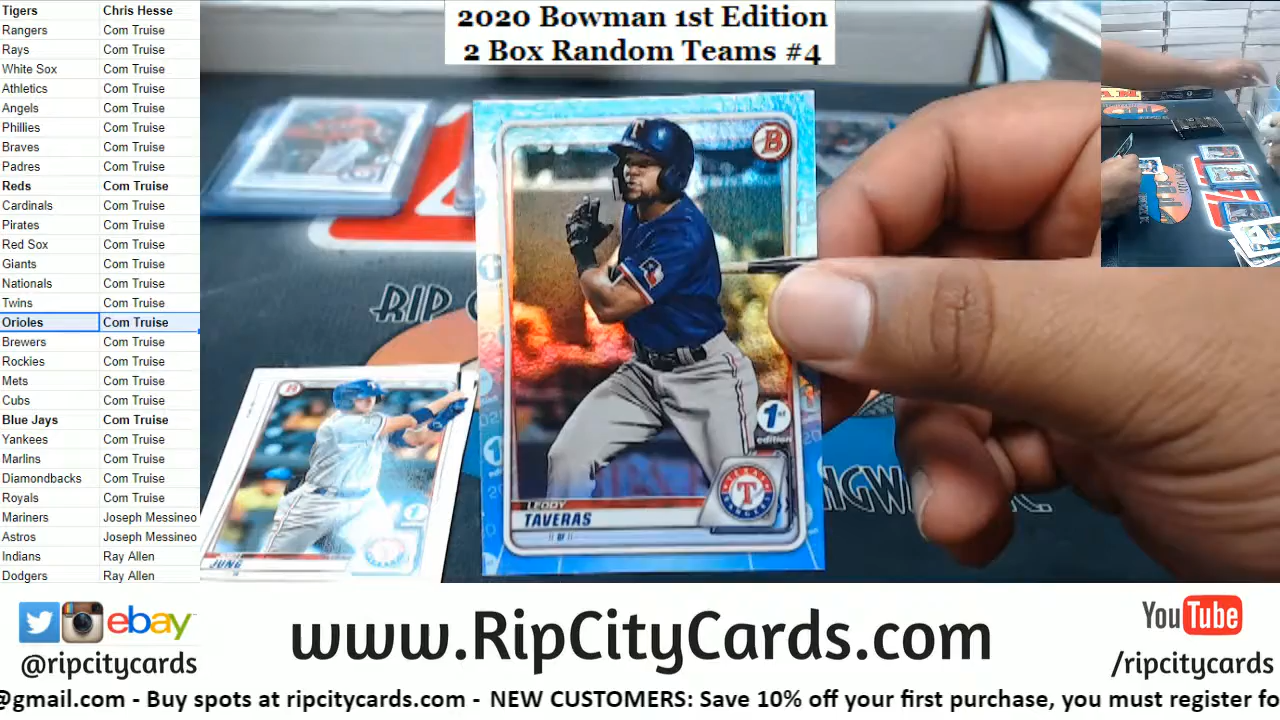 Tigers Chris Hesse
Rangers Com Truise
Rays Com Truise
White Sox Com Truise
Athletics Com Truise
Angels Com Truise
Phillies Com Truise
Braves Com Truise
Padres Com Truise
Reds Com Truise
Cardinals Com Truise
Pirates Com Truise
Red Sox Com Truise
Giants Com Truise
Nationals Com Truise
Twins Com Truise
Orioles Com Truise
Brewers Com Truise
Rockies Com Truise
Mets Com Truise
Cubs Com Truise
Blue Jays Com Truise
Yankees Com Truise
Marlins Com Truise
Diamondbacks Com Truise
Royals Com Truise
Mariners Joseph Messineo
Astros Joseph Messineo
Indians Ray Allen
Dodgers Ray Allen
2020 Bowman 1st Edition
2 Box Random Teams #4
B
T
1st
edition
LEODY
TAVERAS
OF
T
RIP
JUNG
ebay
@ripcitycards
www.RipCityCards.com
YouTube
/ripcitycards
@gmail.com - Buy spots at ripcitycards.com - NEW CUSTOMERS: Save 10% off your first purchase, you must register fo